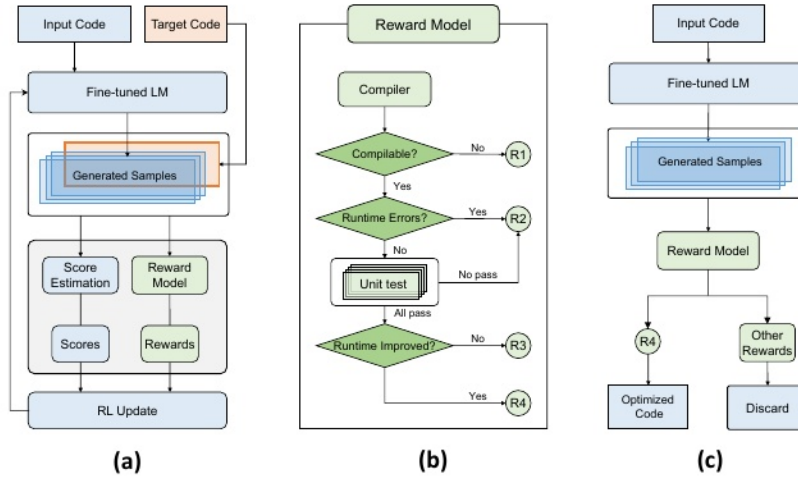 Input Code
Target Code
Fine-tuned LM
Generated Samples
Score
Estimation
Reward
Model
Scores
Rewards
RL Update
(a)
Reward Model
Compiler
Compilable?
No
R1
Yes
Runtime Errors?
Yes
R2
No
Unit test
No pass
All pass
Runtime Improved?
No
R3
Yes
R4
(b)
Input Code
Fine-tuned LM
Generated Samples
Reward Model
R4
Other
Rewards
Optimized
Code
Discard
(c)